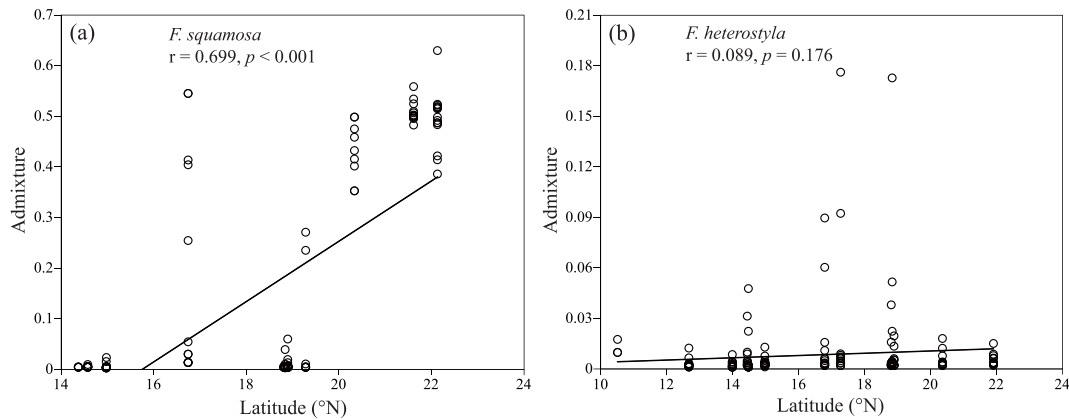 (a)
F. squamosa
r = 0.699, p < 0.001
Admixture
0.7
0.6
0.5
0.4
0.3
0.2
0.1
0
14 16 18 20 22 24
Latitude (°N)
(b)
F. heterostyla
r = 0.089, p = 0.176
Admixture
0.21
0.18
0.15
0.12
0.09
0.06
0.03
0
10 12 14 16 18 20 22 24
Latitude (°N)